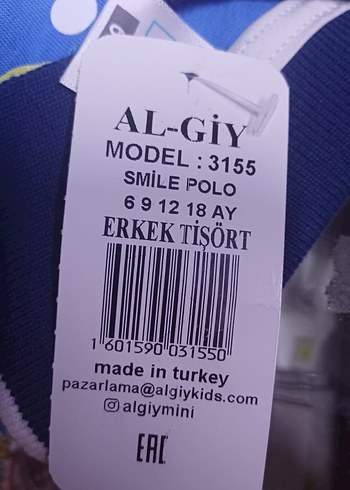 AL-GİY
MODEL : 3155
SMİLE POLO
6 9 12 18 AY
ERKEK TİŞÖRT
1 601590 031550
made in turkey
pazarlama@algiykids.com
algiymini
EAC